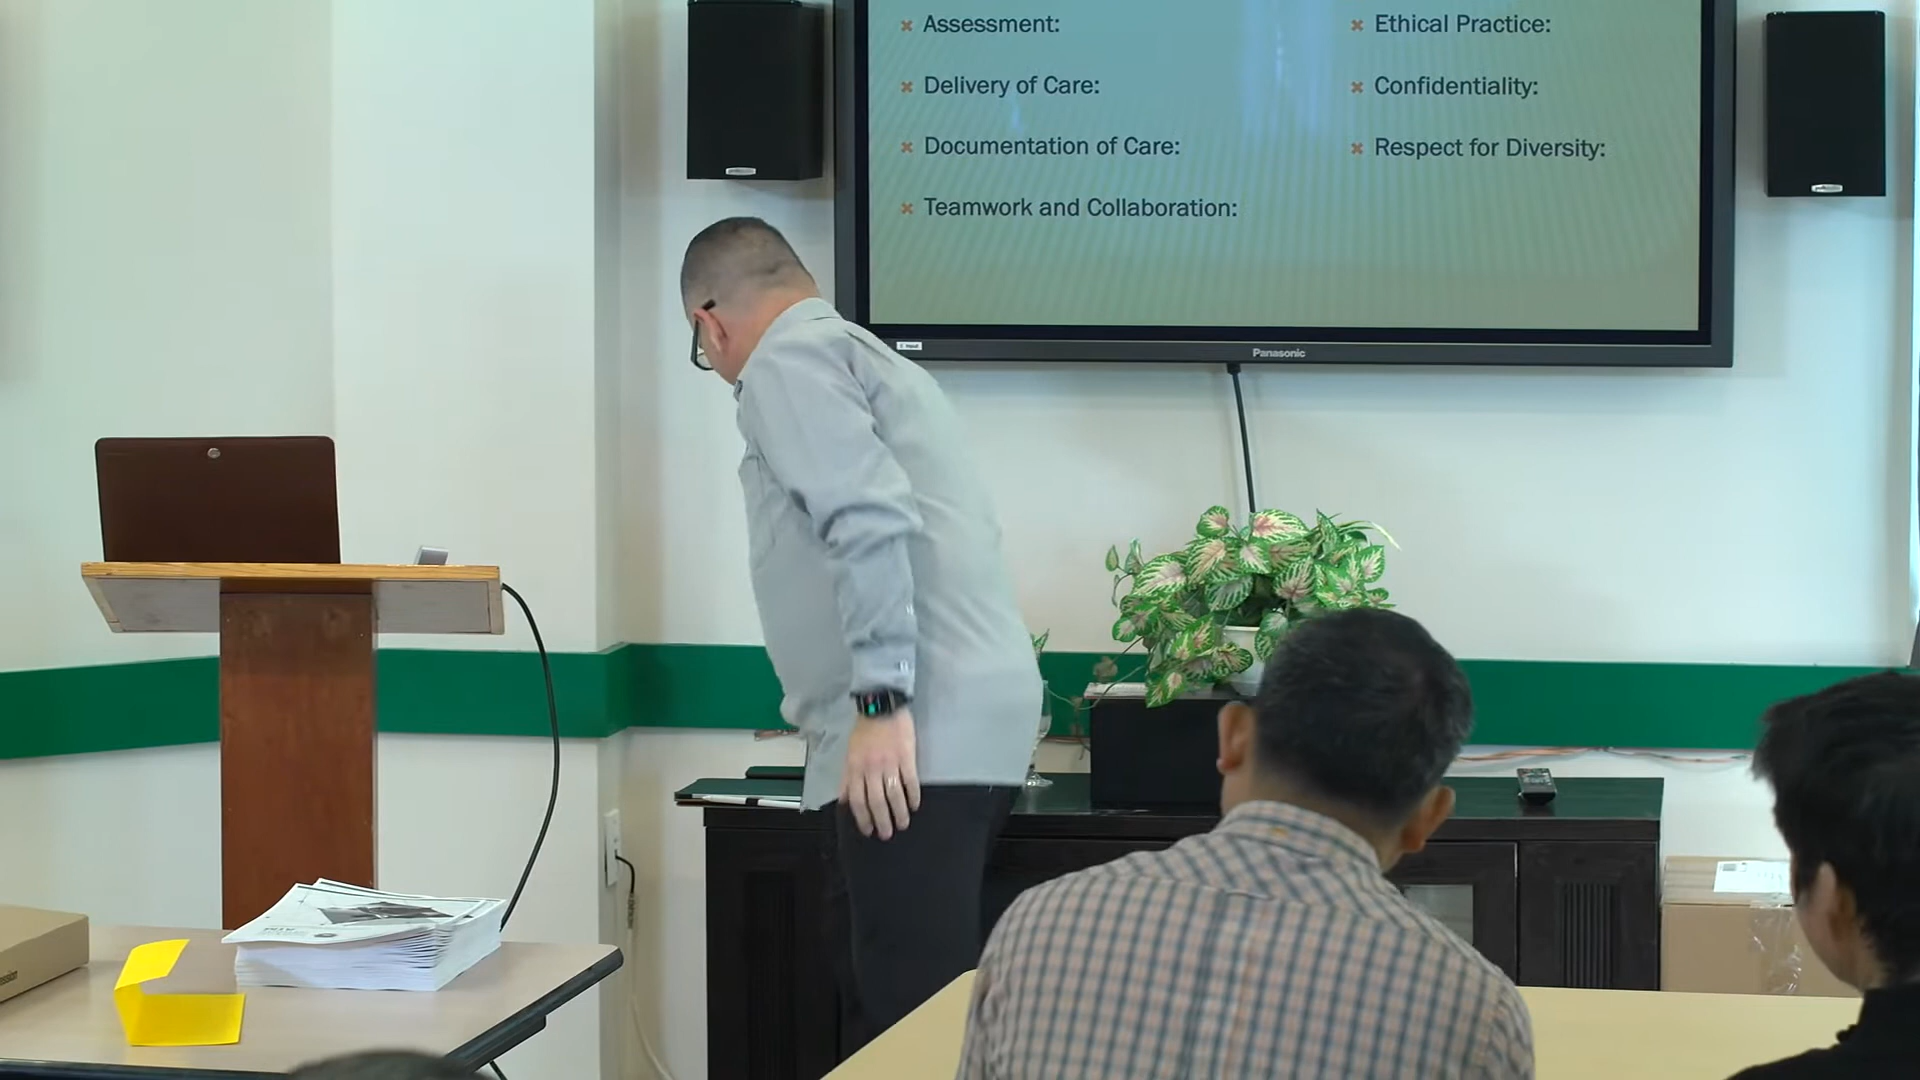 Assessment:
Delivery of Care:
Documentation of Care:
Teamwork and Collaboration:
Ethical Practice:
Confidentiality:
Respect for Diversity:
Panasonic